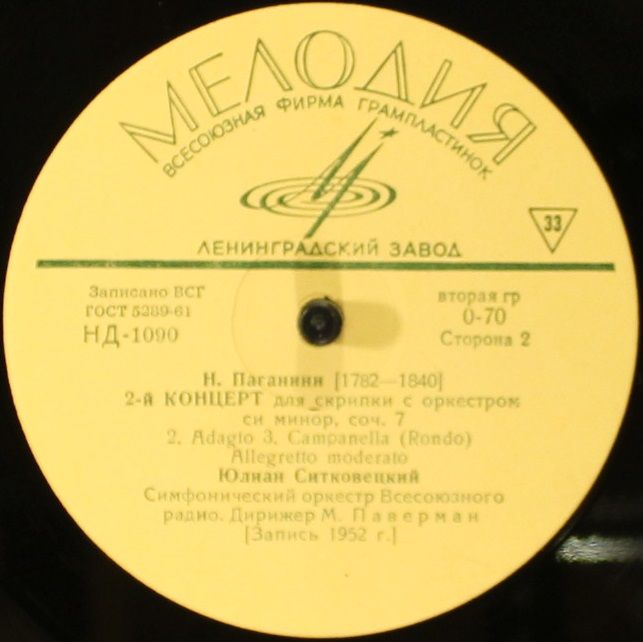 МЕЛОДИЯ
ВСЕСОЮЗНАЯ ФИРМА ГРАМПЛАСТИНОК
ЛЕНИНГРАДСКИЙ ЗАВОД
33
Записано ВСГ
ГОСТ 5289-61
НД-1090
вторая гр
0-70
Сторона 2
Н. Паганини [1782—1840]
2-й КОНЦЕРТ для скрипки с оркестром
си минор, соч. 7
2. Adagio 3. Campanella (Rondo)
Allegretto moderato
Юлиан Ситковецкий
Симфонический оркестр Всесоюзного
радио. Дирижер М. Паверман
[Запись 1952 г.]